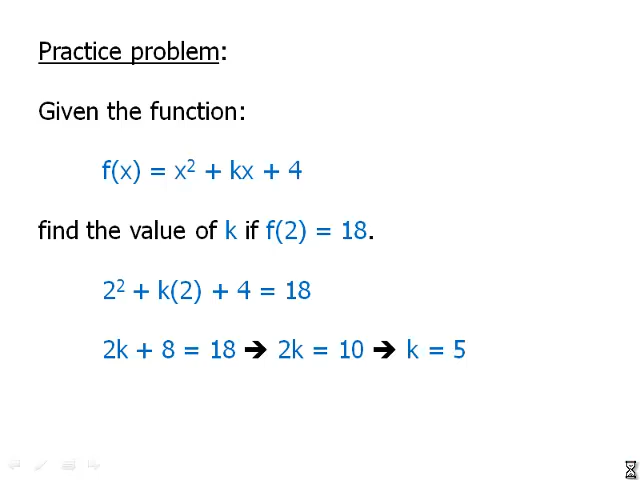 Practice problem:
Given the function:
f(x) = x² + kx + 4
find the value of k if f(2) = 18.
2² + k(2) + 4 = 18
2k + 8 = 18 ➔ 2k = 10 ➔ k = 5